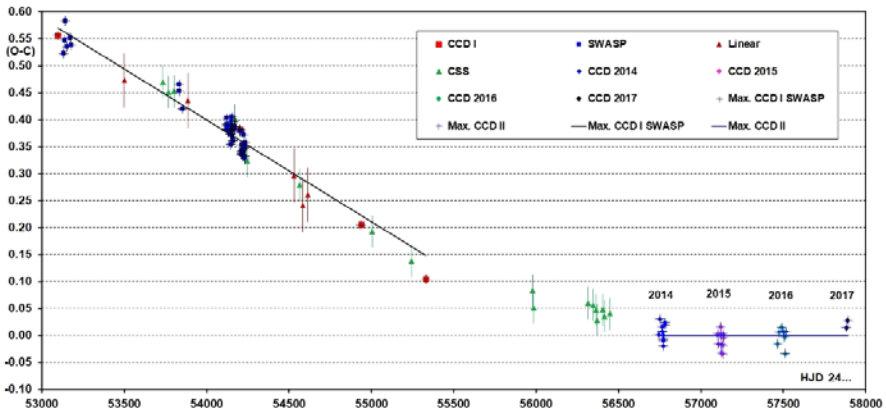 0.60
0.55
(O-C)
0.50
0.45
0.40
0.35
0.30
0.25
0.20
0.15
0.10
0.05
0.00
-0.05
-0.10
CCD I SWASP Linear
CSS CCD 2014 CCD 2015
CCD 2016 CCD 2017 Max. CCD I SWASP
Max. CCD II Max. CCD I SWASP Max. CCD II
2014 2015 2016 2017
HJD 24...
53000 53500 54000 54500 55000 55500 56000 56500 57000 57500 58000